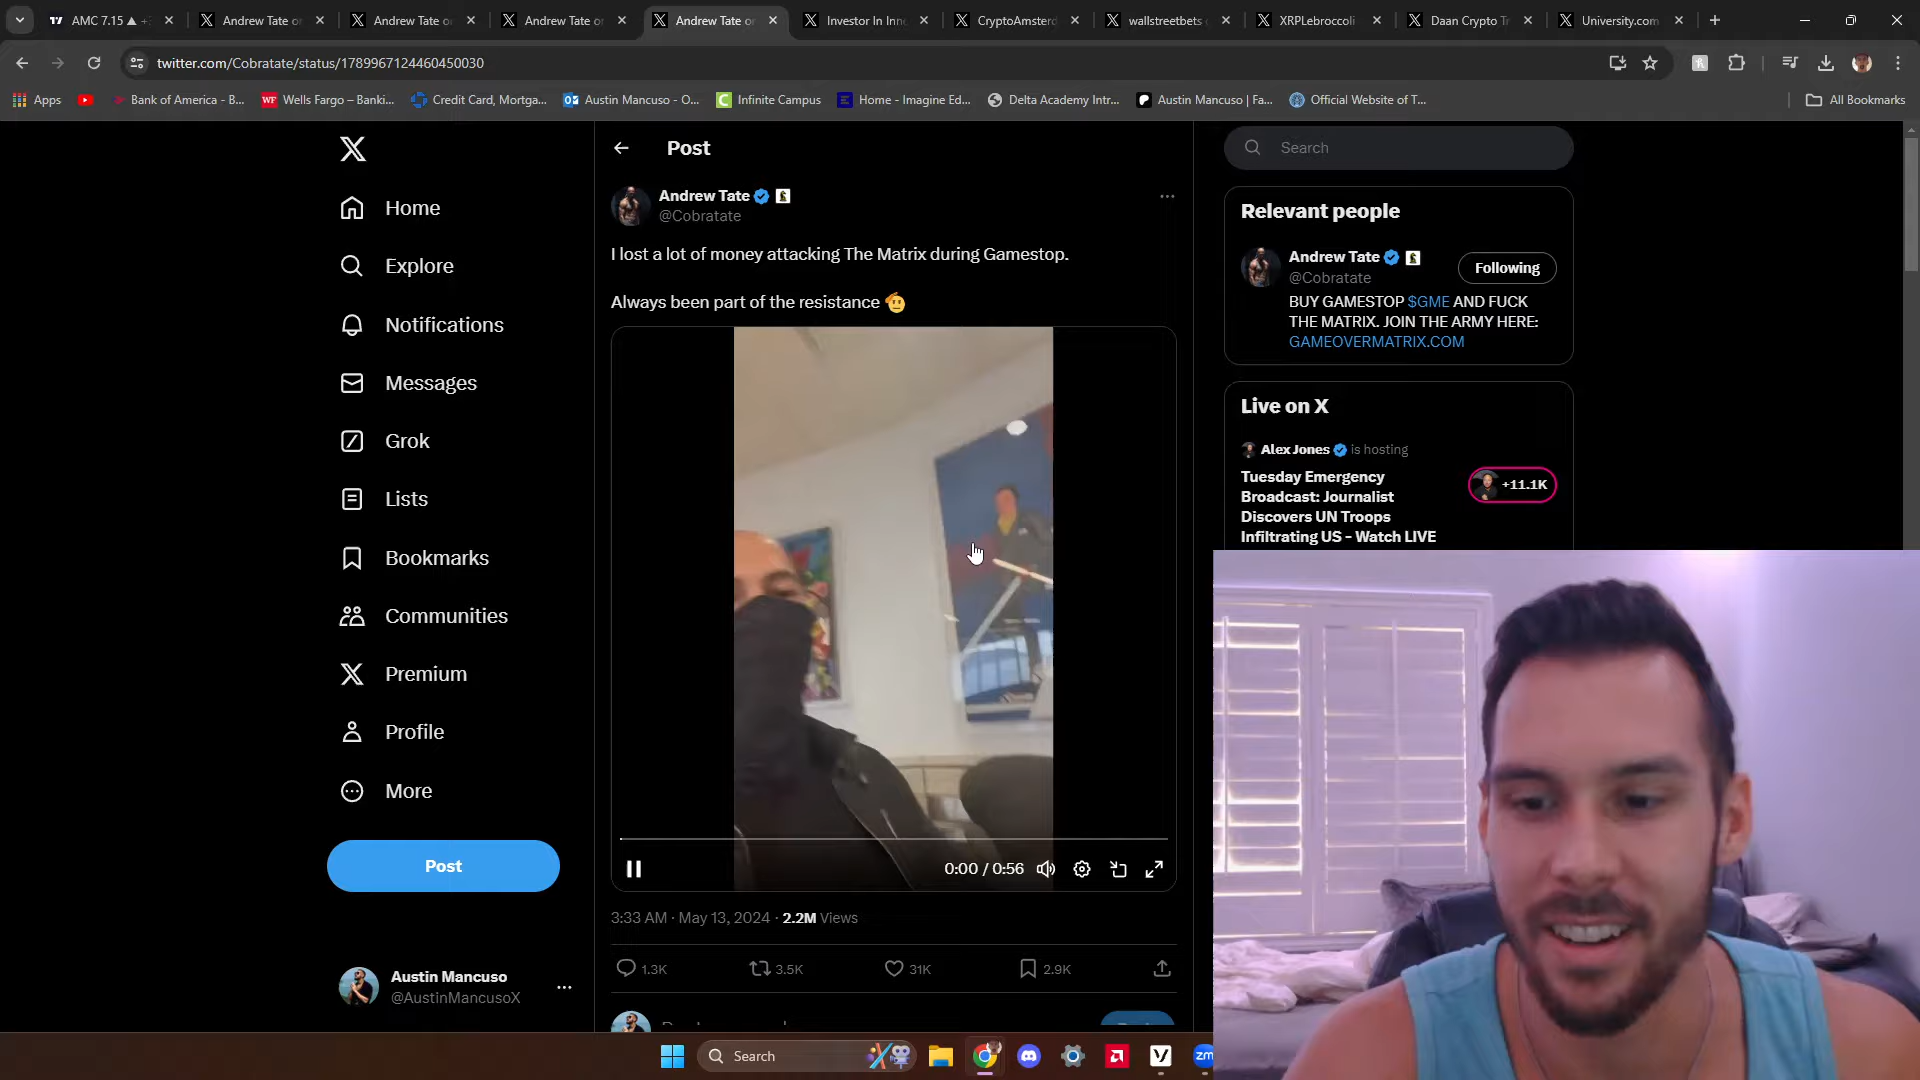 AMC 7.15 ▲ +
Andrew Tate or
Andrew Tate o
Andrew Tate or
Andrew Tate or
Investor In Inn
CryptoAmsterd
wallstreetbets
XRPLebroccoli
Daan Crypto Tr
University.com
twitter.com/Cobratate/status/1789967124460450030
Apps
Bank of America - B...
WF Wells Fargo – Banki...
Credit Card, Mortga...
Austin Mancuso - O...
Infinite Campus
Home - Imagine Ed...
Delta Academy Intr...
Austin Mancuso | Fa...
Official Website of T...
All Bookmarks
Home
Explore
Notifications
Messages
Grok
Lists
Bookmarks
Communities
Premium
Profile
More
Post
Austin Mancuso
@AustinMancusoX
Post
Andrew Tate
@Cobratate
I lost a lot of money attacking The Matrix during Gamestop.
Always been part of the resistance 🫡
0:00 / 0:56
3:33 AM · May 13, 2024 · 2.2M Views
1.3K
3.5K
31K
2.9K
Search
Relevant people
Andrew Tate
@Cobratate
Following
BUY GAMESTOP $GME AND FUCK
THE MATRIX. JOIN THE ARMY HERE:
GAMEOVERMATRIX.COM
Live on X
Alex Jones is hosting
Tuesday Emergency
Broadcast: Journalist
Discovers UN Troops
Infiltrating US - Watch LIVE
+11.1K
Search
zm